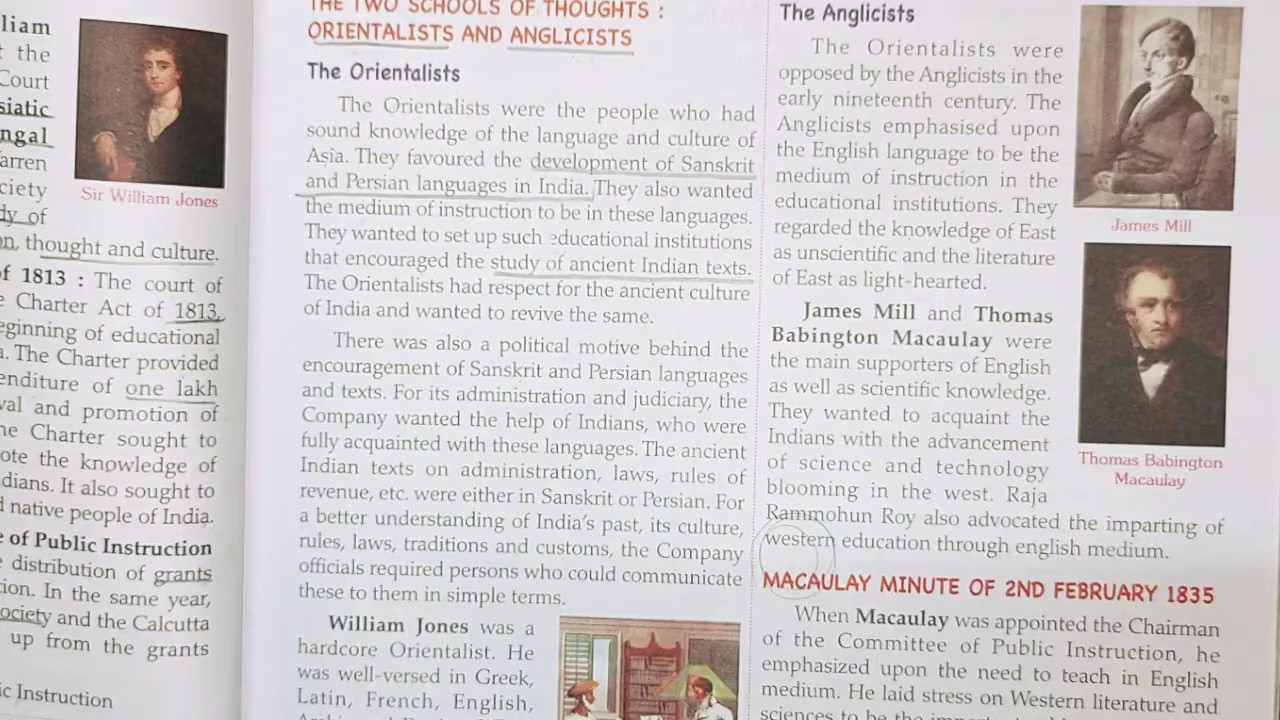 liam
t the
Court
siatic
ngal
arren
ciety
dy of
on, thought and culture.
Sir William Jones
of 1813 : The court of
e Charter Act of 1813,
eginning of educational
a. The Charter provided
enditure of one lakh
val and promotion of
he Charter sought to
ote the knowledge of
dians. It also sought to
d native people of India.
e of Public Instruction
e distribution of grants
tion. In the same year,
ociety and the Calcutta
up from the grants
ic Instruction
THE TWO SCHOOLS OF THOUGHTS :
ORIENTALISTS AND ANGLICISTS
The Orientalists
The Orientalists were the people who had
sound knowledge of the language and culture of
Asia. They favoured the development of Sanskrit
and Persian languages in India. They also wanted
the medium of instruction to be in these languages.
They wanted to set up such educational institutions
that encouraged the study of ancient Indian texts.
The Orientalists had respect for the ancient culture
of India and wanted to revive the same.
There was also a political motive behind the
encouragement of Sanskrit and Persian languages
and texts. For its administration and judiciary, the
Company wanted the help of Indians, who were
fully acquainted with these languages. The ancient
Indian texts on administration, laws, rules of
revenue, etc. were either in Sanskrit or Persian. For
a better understanding of India's past, its culture,
rules, laws, traditions and customs, the Company
officials required persons who could communicate
these to them in simple terms.
William Jones was a
hardcore Orientalist. He
was well-versed in Greek,
Latin, French, English,
The Anglicists
The Orientalists were
opposed by the Anglicists in the
early nineteenth century. The
Anglicists emphasised upon
the English language to be the
medium of instruction in the
educational institutions. They
regarded the knowledge of East
as unscientific and the literature
of East as light-hearted.
James Mill
James Mill and Thomas
Babington Macaulay were
the main supporters of English
as well as scientific knowledge.
They wanted to acquaint the
Indians with the advancement
of science and technology
blooming in the west. Raja
Rammohun Roy also advocated the imparting of
western education through english medium.
Thomas Babington
Macaulay
MACAULAY MINUTE OF 2ND FEBRUARY 1835
When Macaulay was appointed the Chairman
of the Committee of Public Instruction, he
emphasized upon the need to teach in English
medium. He laid stress on Western literature and
sciences to be the